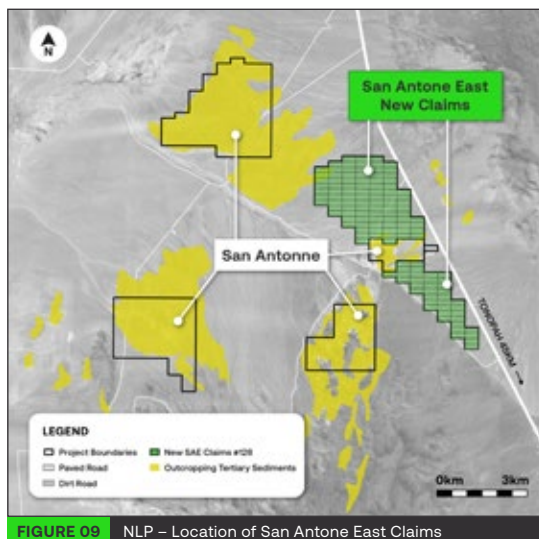 N
San Antone East
New Claims
San Antonne
TONOPAH 45KM
LEGEND
Project Boundaries
New SAE Claims #128
Paved Road
Outcropping Tertiary Sediments
Dirt Road
0km 3km
FIGURE 09 NLP – Location of San Antone East Claims